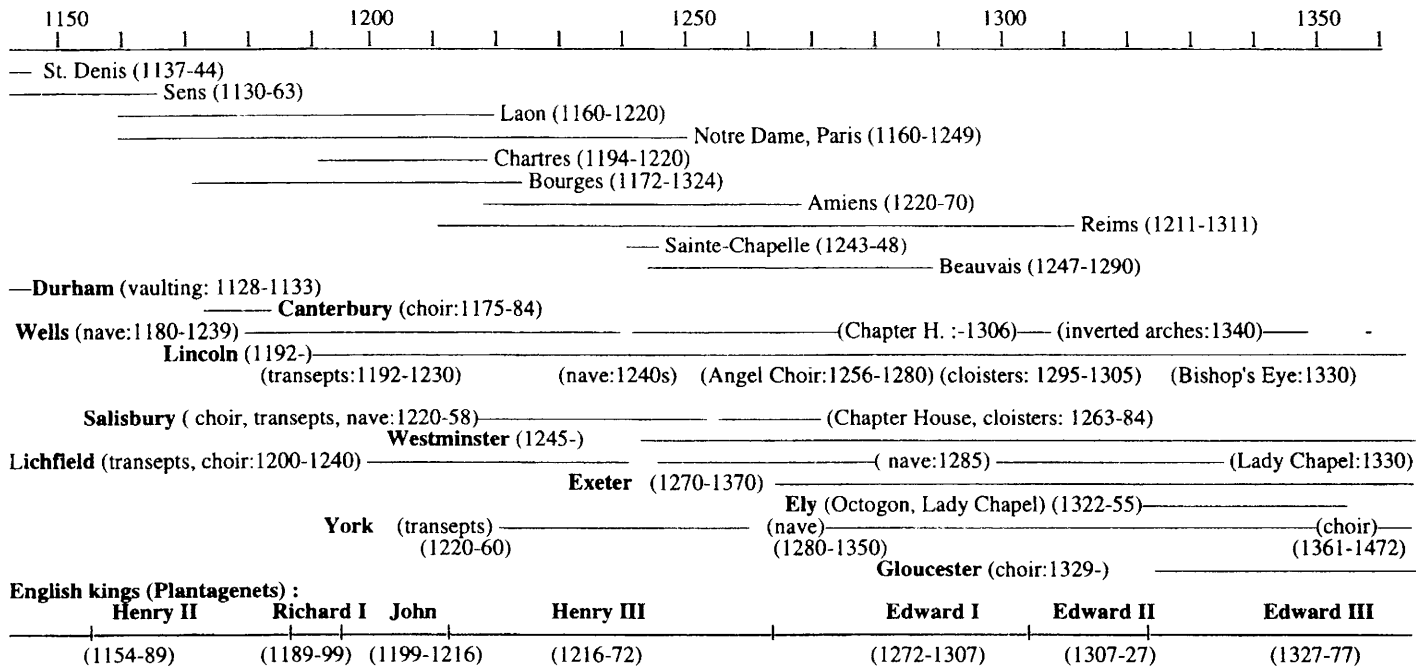 1150 1200 1250 1300 1350
St. Denis (1137-44)
Sens (1130-63)
Laon (1160-1220)
Notre Dame, Paris (1160-1249)
Chartres (1194-1220)
Bourges (1172-1324)
Amiens (1220-70)
Reims (1211-1311)
Sainte-Chapelle (1243-48)
Beauvais (1247-1290)
Durham (vaulting: 1128-1133)
Canterbury (choir:1175-84)
Wells (nave:1180-1239) (Chapter H. :-1306) (inverted arches:1340)
Lincoln (1192-)
(transepts:1192-1230) (nave:1240s) (Angel Choir:1256-1280) (cloisters: 1295-1305) (Bishop's Eye:1330)
Salisbury ( choir, transepts, nave:1220-58) (Chapter House, cloisters: 1263-84)
Westminster (1245-)
Lichfield (transepts, choir:1200-1240) ( nave:1285) (Lady Chapel:1330)
Exeter (1270-1370)
Ely (Octogon, Lady Chapel) (1322-55)
York (transepts) (nave) (choir)
(1220-60) (1280-1350) (1361-1472)
Gloucester (choir:1329-)
English kings (Plantagenets) :
Henry II Richard I John Henry III Edward I Edward II Edward III
(1154-89) (1189-99) (1199-1216) (1216-72) (1272-1307) (1307-27) (1327-77)